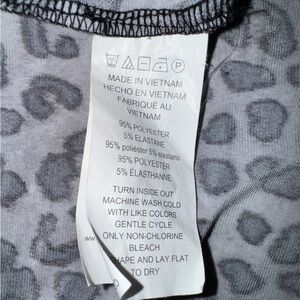 MADE IN VIETNAM
HECHO EN VIETNAM
FABRIQUÉ AU
VIETNAM
95% POLYESTER
5% ELASTANE
95% poliéster 5% elastano
95% POLYESTER
5% ÉLASTHANNE
TURN INSIDE OUT
MACHINE WASH COLD
WITH LIKE COLORS
GENTLE CYCLE
ONLY NON-CHLORINE
BLEACH
AND LAY FLAT
TO DRY